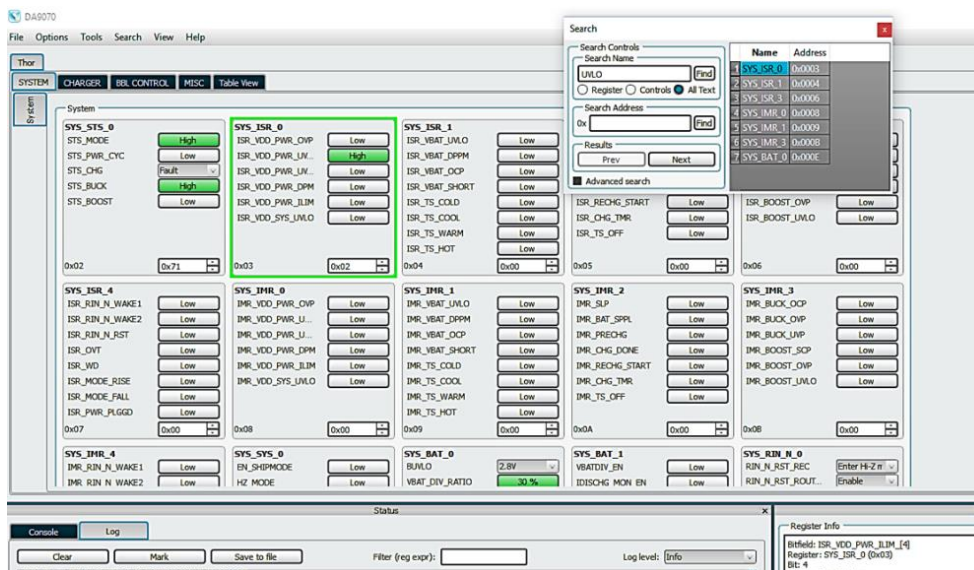 DA9070
File Options Tools Search View Help
Thor
SYSTEM CHARGER BBL CONTROL MISC Table View
System
System
SYS_STS_0
STS_MODE High
STS_PWR_CYC Low
STS_CHG Fault
STS_BUCK High
STS_BOOST Low
0x02 0x71
SYS_ISR_0
ISR_VDD_PWR_OVP Low
ISR_VDD_PWR_UV... High
ISR_VDD_PWR_UV... Low
ISR_VDD_PWR_DPM Low
ISR_VDD_PWR_ILIM Low
ISR_VDD_SYS_UVLO Low
0x03 0x02
SYS_ISR_1
ISR_VBAT_UVLO Low
ISR_VBAT_DPPM Low
ISR_VBAT_OCP Low
ISR_VBAT_SHORT Low
ISR_TS_COLD Low
ISR_TS_COOL Low
ISR_TS_WARM Low
ISR_TS_HOT Low
0x04 0x00
ISR_RECHG_START Low
ISR_CHG_TMR Low
ISR_TS_OFF Low
0x05 0x00
ISR_BOOST_OVP Low
ISR_BOOST_UVLO Low
0x06 0x00
Search
Search Controls
Search Name
UVLO Find
Register Controls All Text
Search Address
0x Find
Results
Prev Next
Advanced search
Name Address
1 SYS_ISR_0 0x0003
2 SYS_ISR_1 0x0004
3 SYS_ISR_3 0x0006
4 SYS_IMR_0 0x0008
5 SYS_IMR_1 0x0009
6 SYS_IMR_3 0x000B
7 SYS_BAT_0 0x000E
SYS_ISR_4
ISR_RIN_N_WAKE1 Low
ISR_RIN_N_WAKE2 Low
ISR_RIN_N_RST Low
ISR_OVT Low
ISR_WD Low
ISR_MODE_RISE Low
ISR_MODE_FALL Low
ISR_PWR_PLGGD Low
0x07 0x00
SYS_IMR_0
IMR_VDD_PWR_OVP Low
IMR_VDD_PWR_U... Low
IMR_VDD_PWR_U... Low
IMR_VDD_PWR_DPM Low
IMR_VDD_PWR_ILIM Low
IMR_VDD_SYS_UVLO Low
0x08 0x00
SYS_IMR_1
IMR_VBAT_UVLO Low
IMR_VBAT_DPPM Low
IMR_VBAT_OCP Low
IMR_VBAT_SHORT Low
IMR_TS_COLD Low
IMR_TS_COOL Low
IMR_TS_WARM Low
IMR_TS_HOT Low
0x09 0x00
SYS_IMR_2
IMR_SLP Low
IMR_BAT_SPPL Low
IMR_PRECHG Low
IMR_CHG_DONE Low
IMR_RECHG_START Low
IMR_CHG_TMR Low
IMR_TS_OFF Low
0x0A 0x00
SYS_IMR_3
IMR_BUCK_OCP Low
IMR_BUCK_OVP Low
IMR_BUCK_UVP Low
IMR_BOOST_SCP Low
IMR_BOOST_OVP Low
IMR_BOOST_UVLO Low
0x0B 0x00
SYS_IMR_4
IMR_RIN_N_WAKE1 Low
IMR_RIN_N_WAKE2 Low
SYS_SYS_0
EN_SHIPMODE Low
HZ_MODE Low
SYS_BAT_0
BUVLO 2.8V
VBAT_DIV_RATIO 30 %
SYS_BAT_1
VBATDIV_EN Low
IDISCHG_MON_EN Low
SYS_RIN_N_0
RIN_N_RST_REC Enter Hi-Z m
RIN_N_RST_ROUT... Enable
Status
Console Log
Clear Mark Save to file Filter (reg expr): Log level: Info
Register Info
Bitfield: ISR_VDD_PWR_ILIM_[4]
Register: SYS_ISR_0 (0x03)
Bit: 4